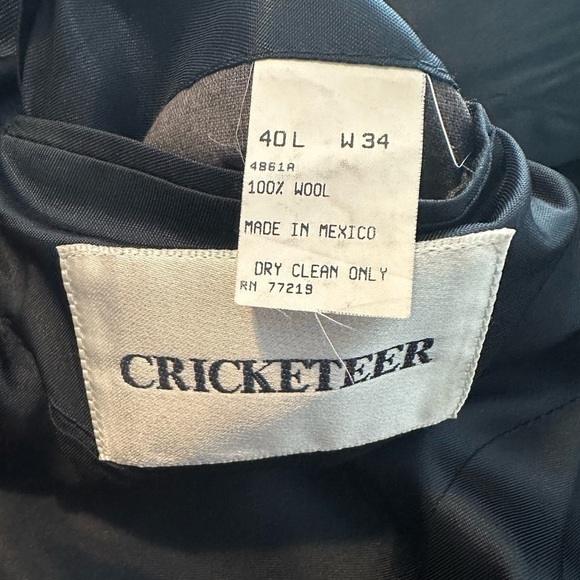 40L W34
4861A
100% WOOL
MADE IN MEXICO
DRY CLEAN ONLY
RN 77219
CRICKETEER